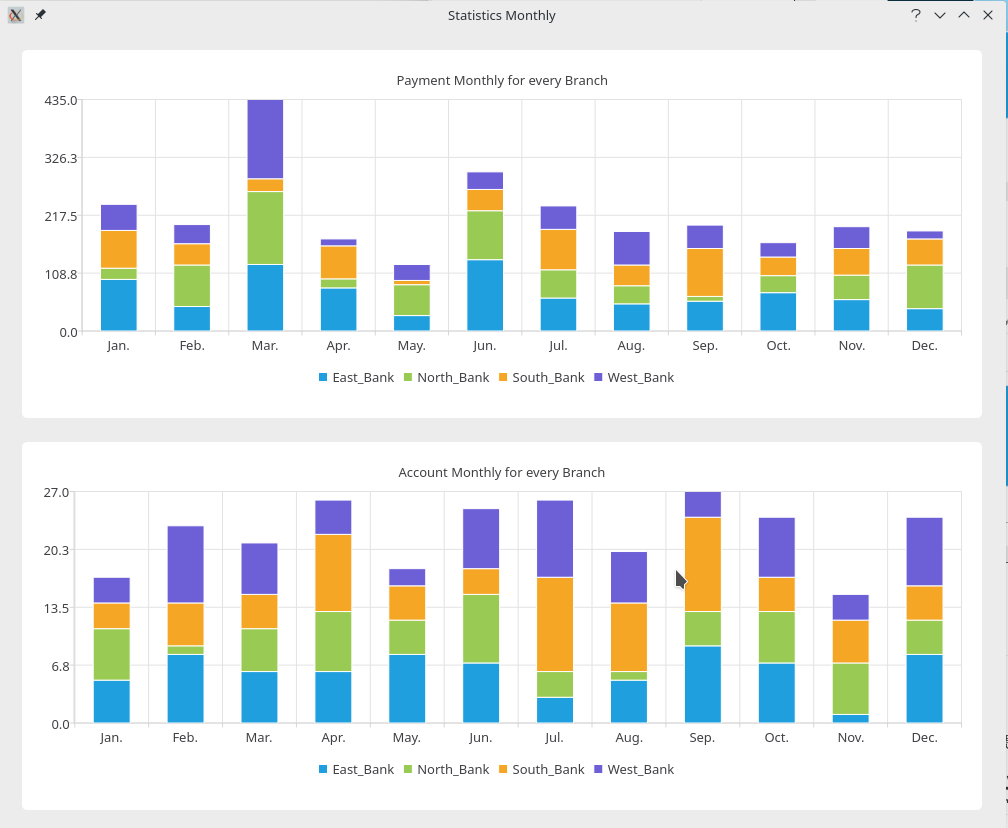 Statistics Monthly
Payment Monthly for every Branch
435.0
326.3
217.5
108.8
0.0
Jan. Feb. Mar. Apr. May. Jun. Jul. Aug. Sep. Oct. Nov. Dec.
East_Bank North_Bank South_Bank West_Bank
Account Monthly for every Branch
27.0
20.3
13.5
6.8
0.0
Jan. Feb. Mar. Apr. May. Jun. Jul. Aug. Sep. Oct. Nov. Dec.
East_Bank North_Bank South_Bank West_Bank